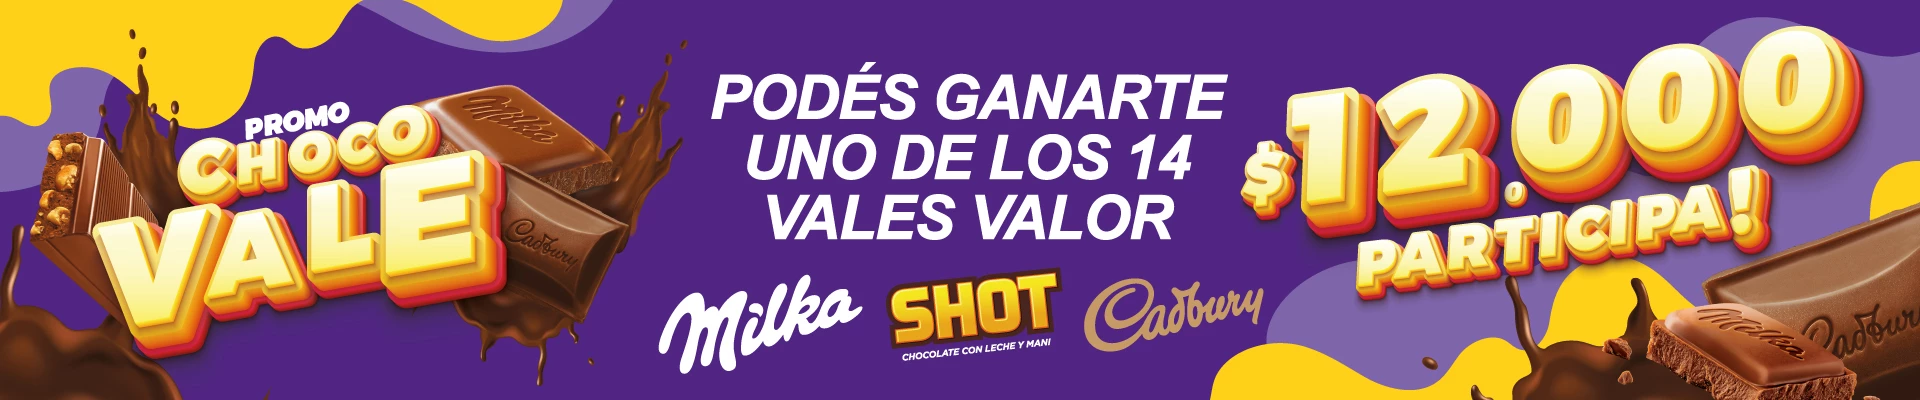 PROMO
CHOCO
VALE
Milka
Cadbury
PODÉS GANARTE
UNO DE LOS 14
VALES VALOR
Milka
SHOT
CHOCOLATE CON LECHE Y MANI
Cadbury
$12.000
PARTICIPA!
Milka
Cadbury